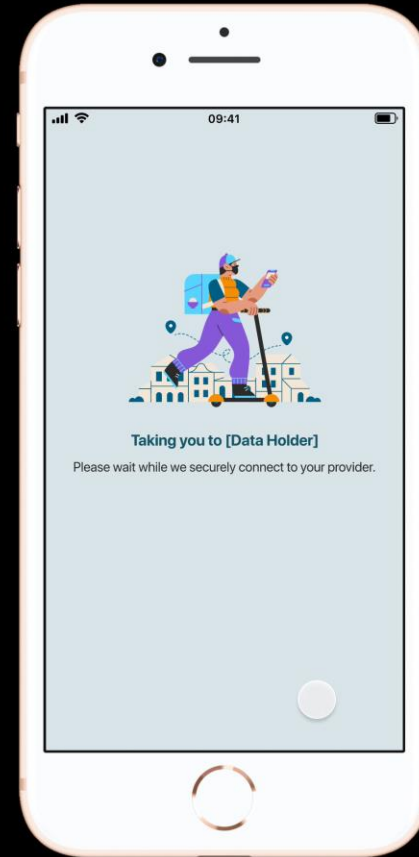 09:41
Taking you to [Data Holder]
Please wait while we securely connect to your provider.